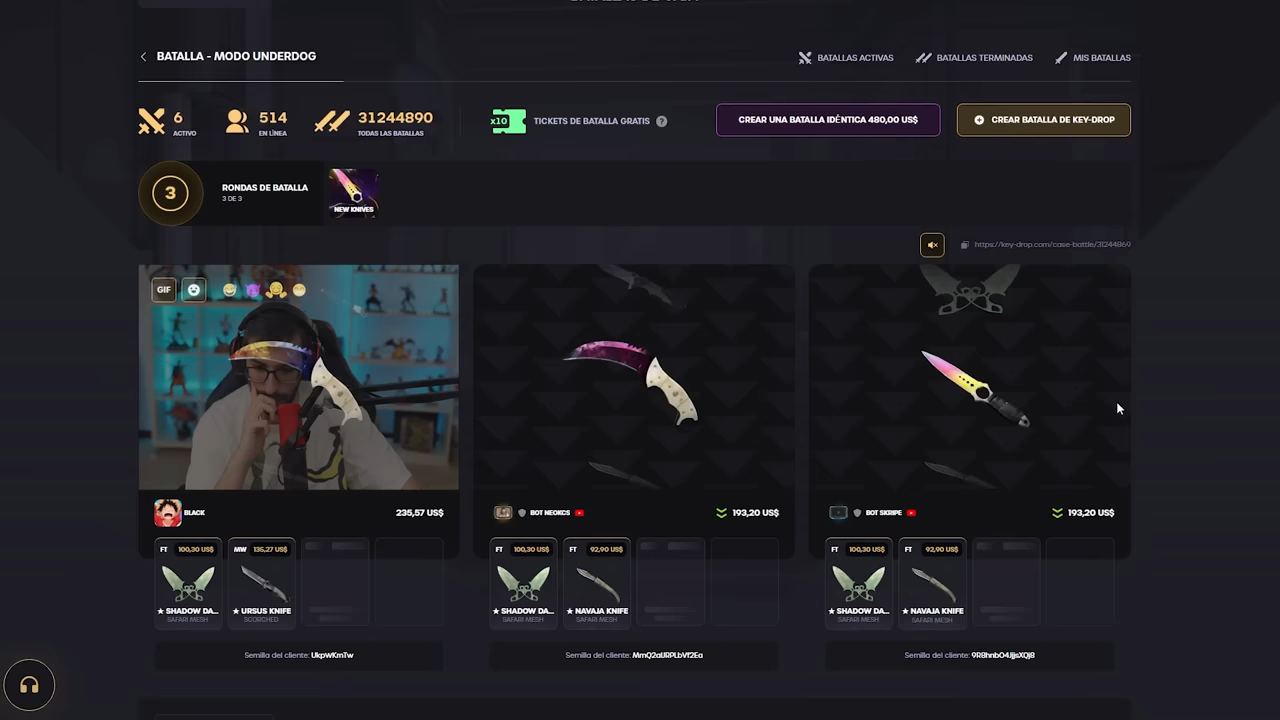 BATALLA - MODO UNDERDOG
BATALLAS ACTIVAS
BATALLAS TERMINADAS
MIS BATALLAS
6
ACTIVO
514
EN LÍNEA
31244890
TODAS LAS BATALLAS
x10
TICKETS DE BATALLA GRATIS ?
CREAR UNA BATALLA IDÉNTICA 480,00 US$
CREAR BATALLA DE KEY-DROP
3
RONDAS DE BATALLA
3 DE 3
NEW KNIVES
https://key-drop.com/case-battle/31244869
GIF
BLACK
235,57 US$
BOT NEOKCS
193,20 US$
BOT SKRIPE
193,20 US$
FT 100,30 US$
★ SHADOW DA...
SAFARI MESH
MW 135,27 US$
★ URSUS KNIFE
SCORCHED
FT 100,30 US$
★ SHADOW DA...
SAFARI MESH
FT 92,90 US$
★ NAVAJA KNIFE
SAFARI MESH
FT 100,30 US$
★ SHADOW DA...
SAFARI MESH
FT 92,90 US$
★ NAVAJA KNIFE
SAFARI MESH
Semilla del cliente: UkpWKmTw
Semilla del cliente:
Semilla del cliente: